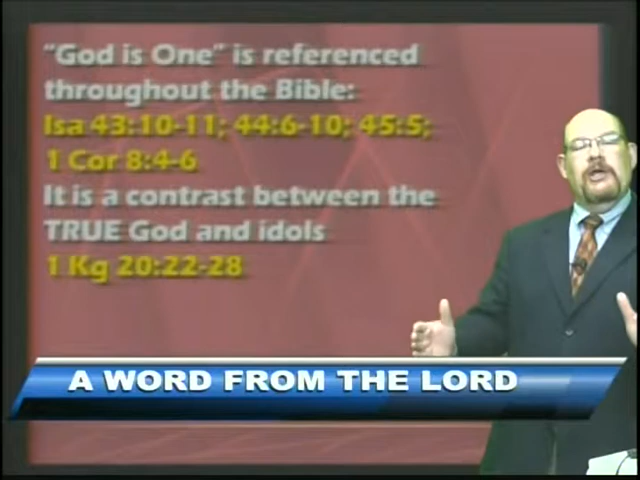 "God is One" is referenced
throughout the Bible:
Isa 43:10-11; 44:6-10; 45:5;
1 Cor 8:4-6
It is a contrast between the
TRUE God and idols
1 Kg 20:22-28
A WORD FROM THE LORD